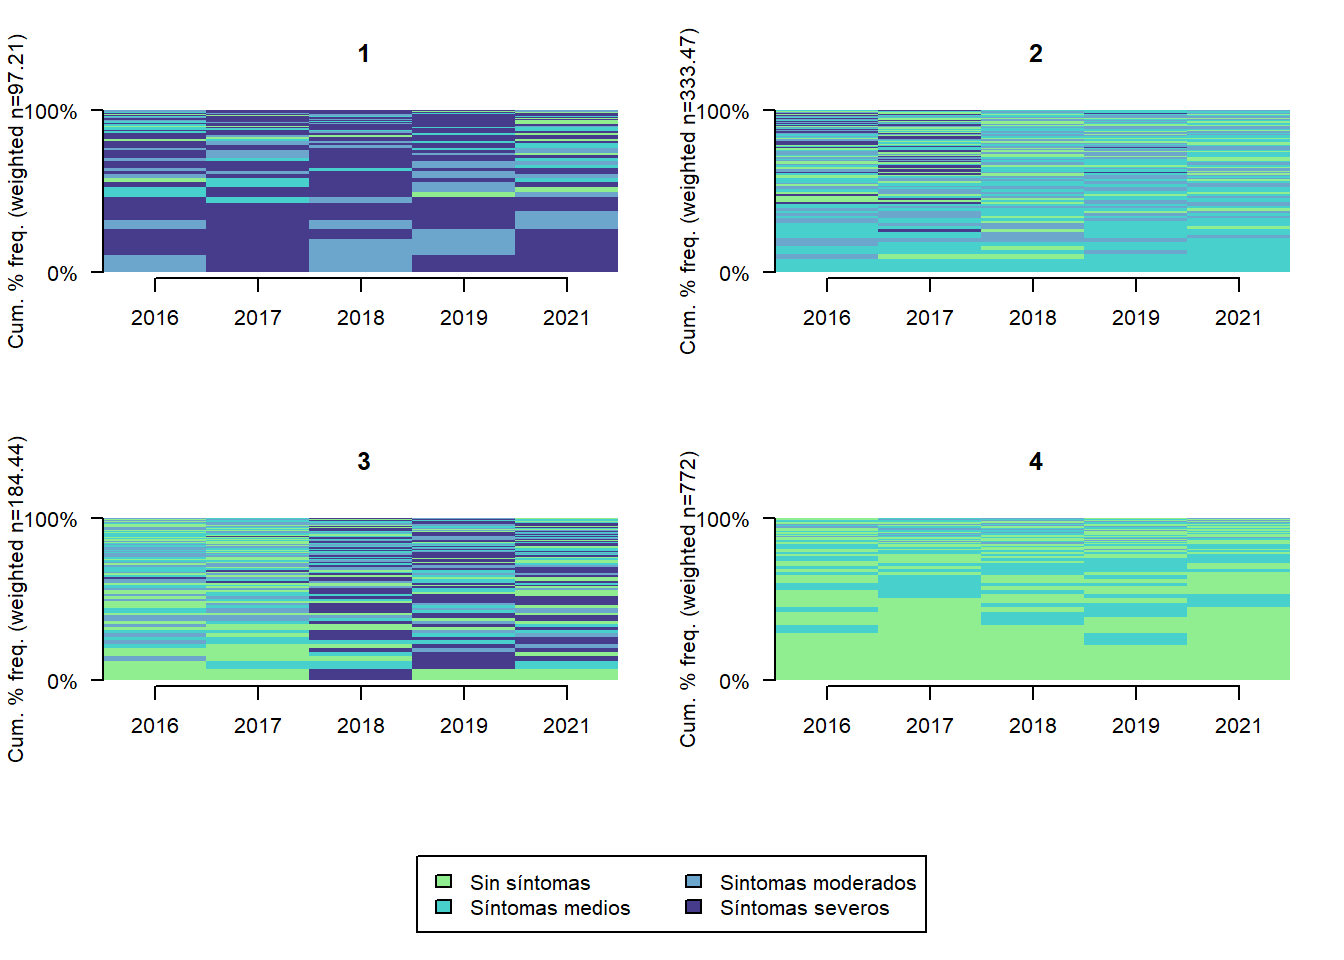 1
Cum. % freq. (weighted n=97.21)
100%
0%
2016 2017 2018 2019 2021
2
Cum. % freq. (weighted n=333.47)
100%
0%
2016 2017 2018 2019 2021
3
Cum. % freq. (weighted n=184.44)
100%
0%
2016 2017 2018 2019 2021
4
Cum. % freq. (weighted n=772)
100%
0%
2016 2017 2018 2019 2021
Sin síntomas
Síntomas medios
Sintomas moderados
Síntomas severos